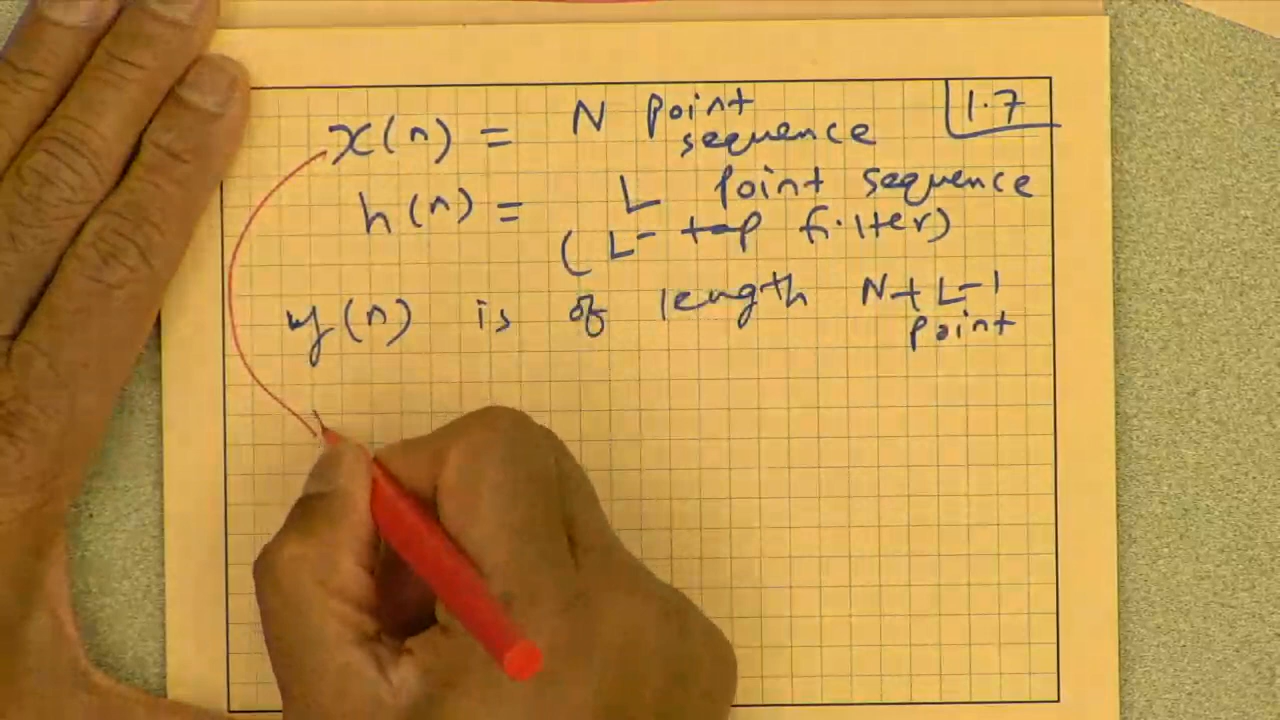 1.7
x(n) = N point
sequence
h(n) = L point sequence
( L- tap filter)
y(n) is of length N+L-1
point